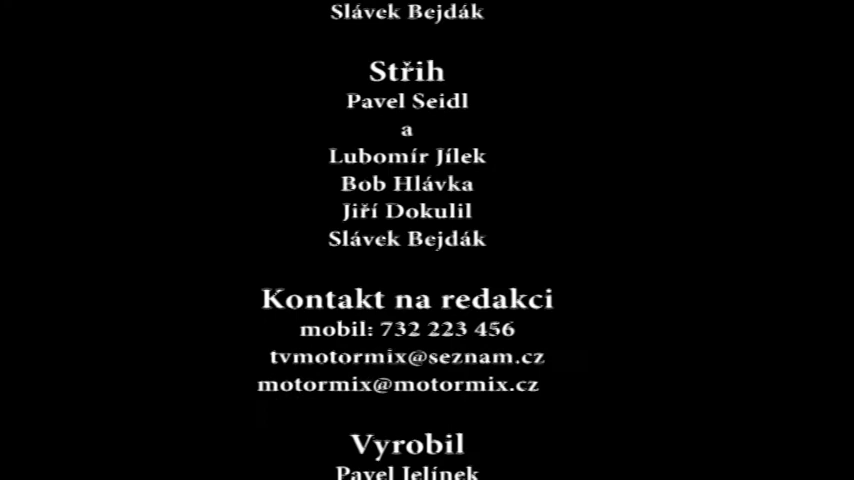 Slávek Bejdák
Střih
Pavel Seidl
a
Lubomír Jílek
Bob Hlávka
Jiří Dokulil
Slávek Bejdák
Kontakt na redakci
mobil: 732 223 456
tvmotormix@seznam.cz
motormix@motormix.cz
Vyrobil
Pavel Jelínek